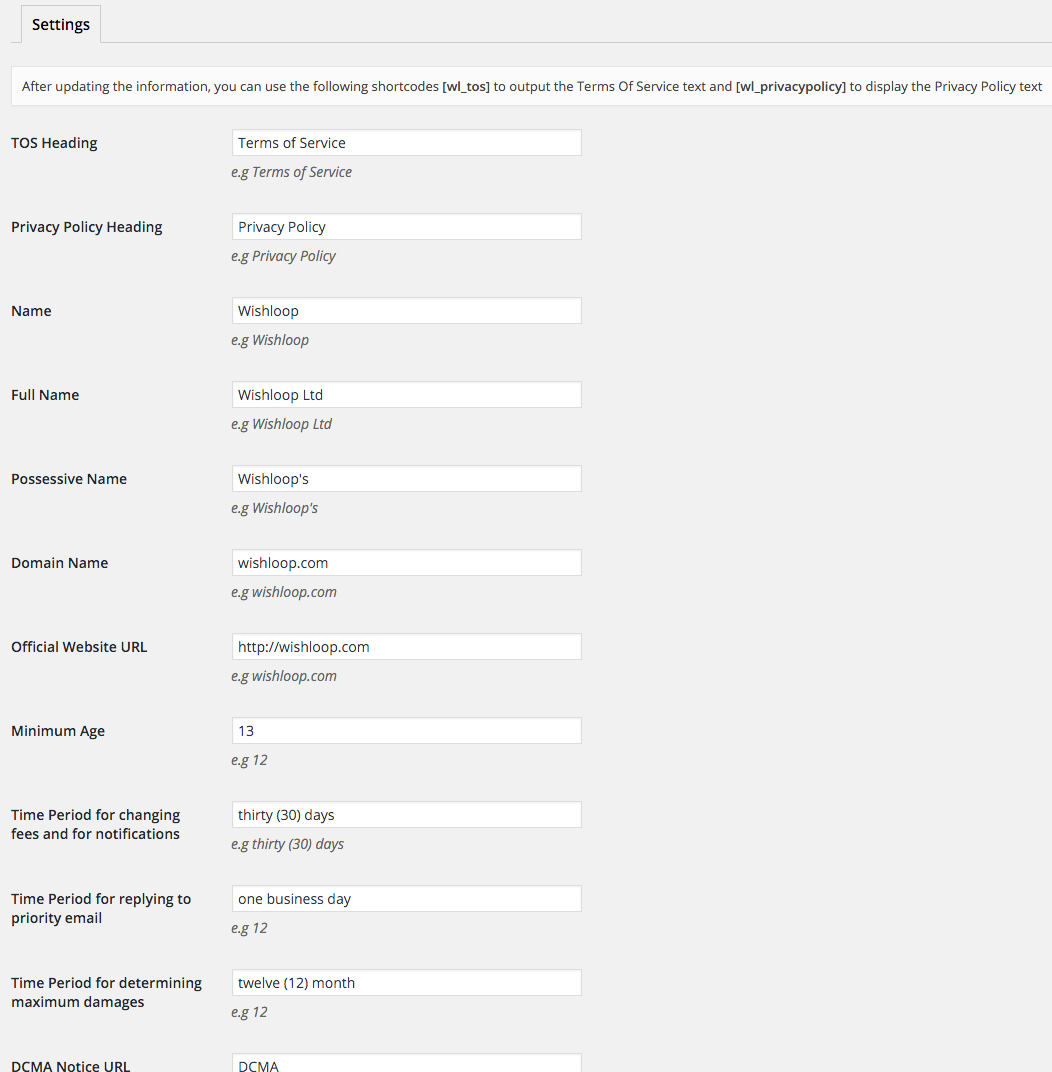 Settings
After updating the information, you can use the following shortcodes [wl_tos] to output the Terms Of Service text and [wl_privacypolicy] to display the Privacy Policy text
TOS Heading
Terms of Service
e.g Terms of Service
Privacy Policy Heading
Privacy Policy
e.g Privacy Policy
Name
Wishloop
e.g Wishloop
Full Name
Wishloop Ltd
e.g Wishloop Ltd
Possessive Name
Wishloop's
e.g Wishloop's
Domain Name
wishloop.com
e.g wishloop.com
Official Website URL
http://wishloop.com
e.g wishloop.com
Minimum Age
13
e.g 12
Time Period for changing
fees and for notifications
thirty (30) days
e.g thirty (30) days
Time Period for replying to
priority email
one business day
e.g 12
Time Period for determining
maximum damages
twelve (12) month
e.g 12
DCMA Notice URL
DCMA